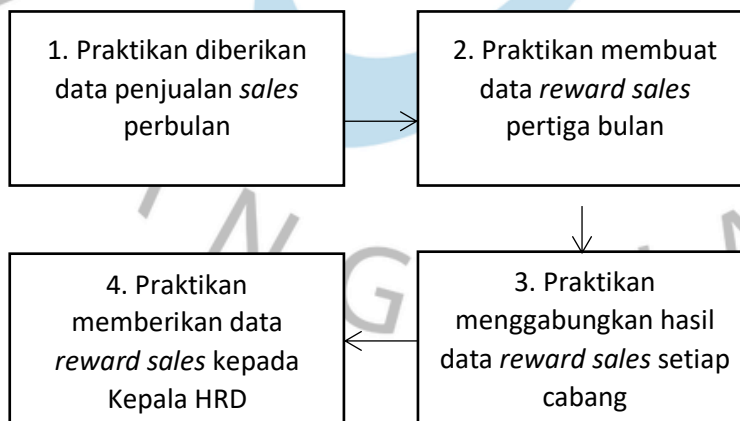 1. Praktikan diberikan
data penjualan sales
perbulan
2. Praktikan membuat
data reward sales
pertiga bulan
3. Praktikan
menggabungkan hasil
data reward sales setiap
cabang
4. Praktikan
memberikan data
reward sales kepada
Kepala HRD